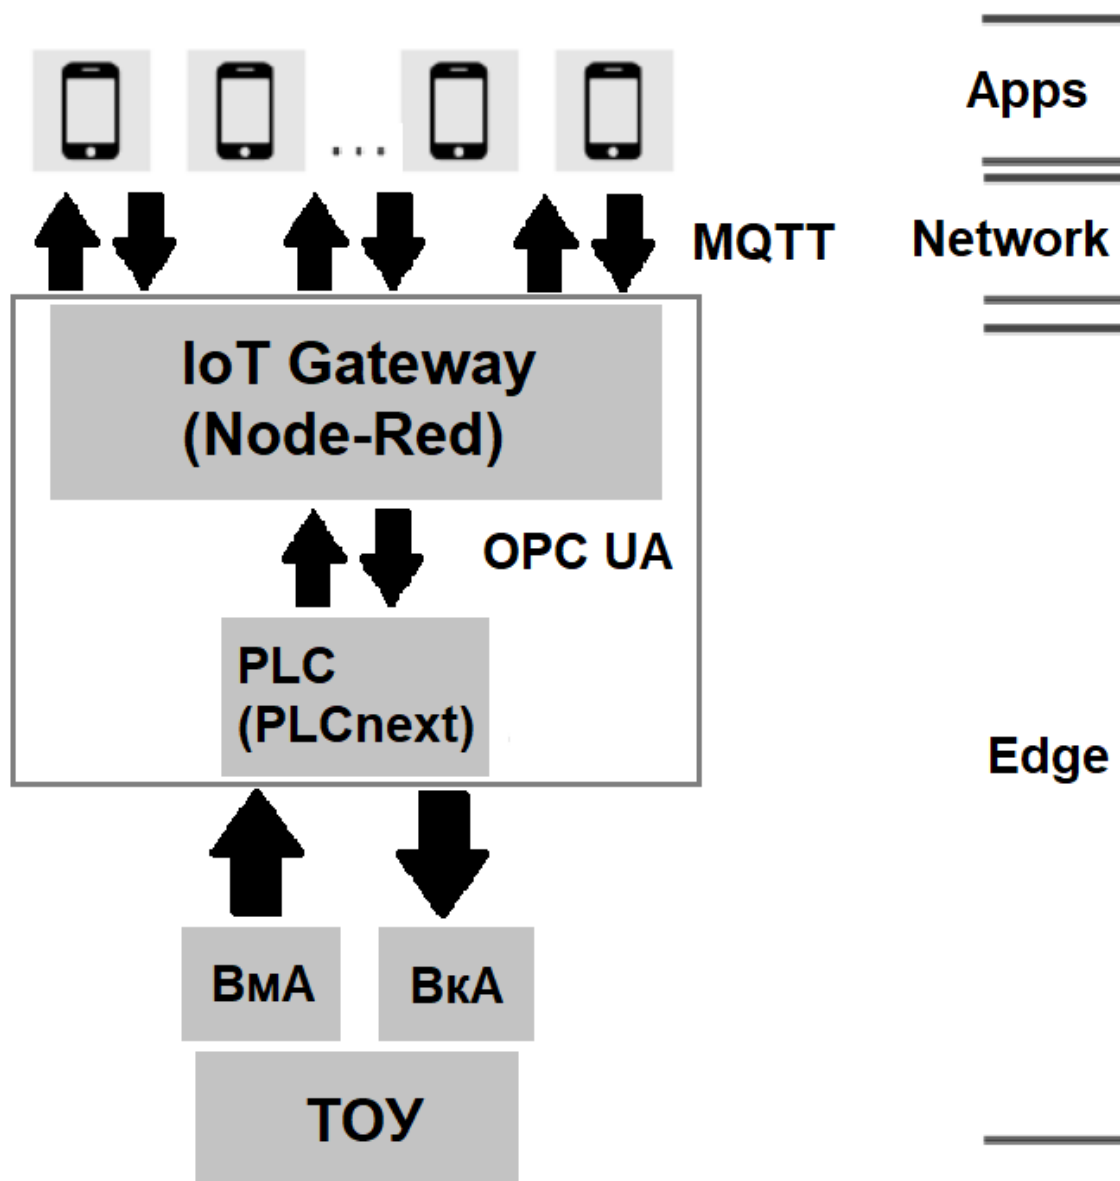 Apps
...
MQTT
Network
IoT Gateway
(Node-Red)
OPC UA
PLC
(PLCnext)
Edge
ВмА
ВкА
ТОУ